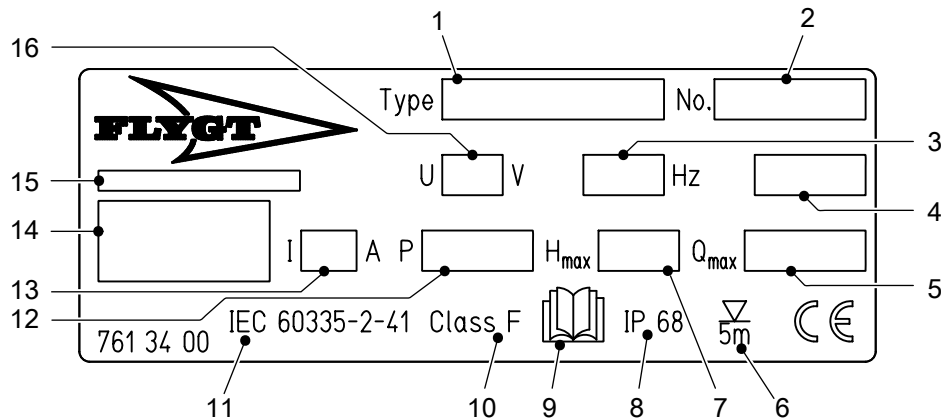 1
2
16
Type
No.
FLYGT
3
U
V
Hz
15
4
14
I
A
P
Hmax
Qmax
13
5
12
761 34 00
IEC 60335-2-41
Class F
IP 68
5m
CE
11
10
9
8
7
6